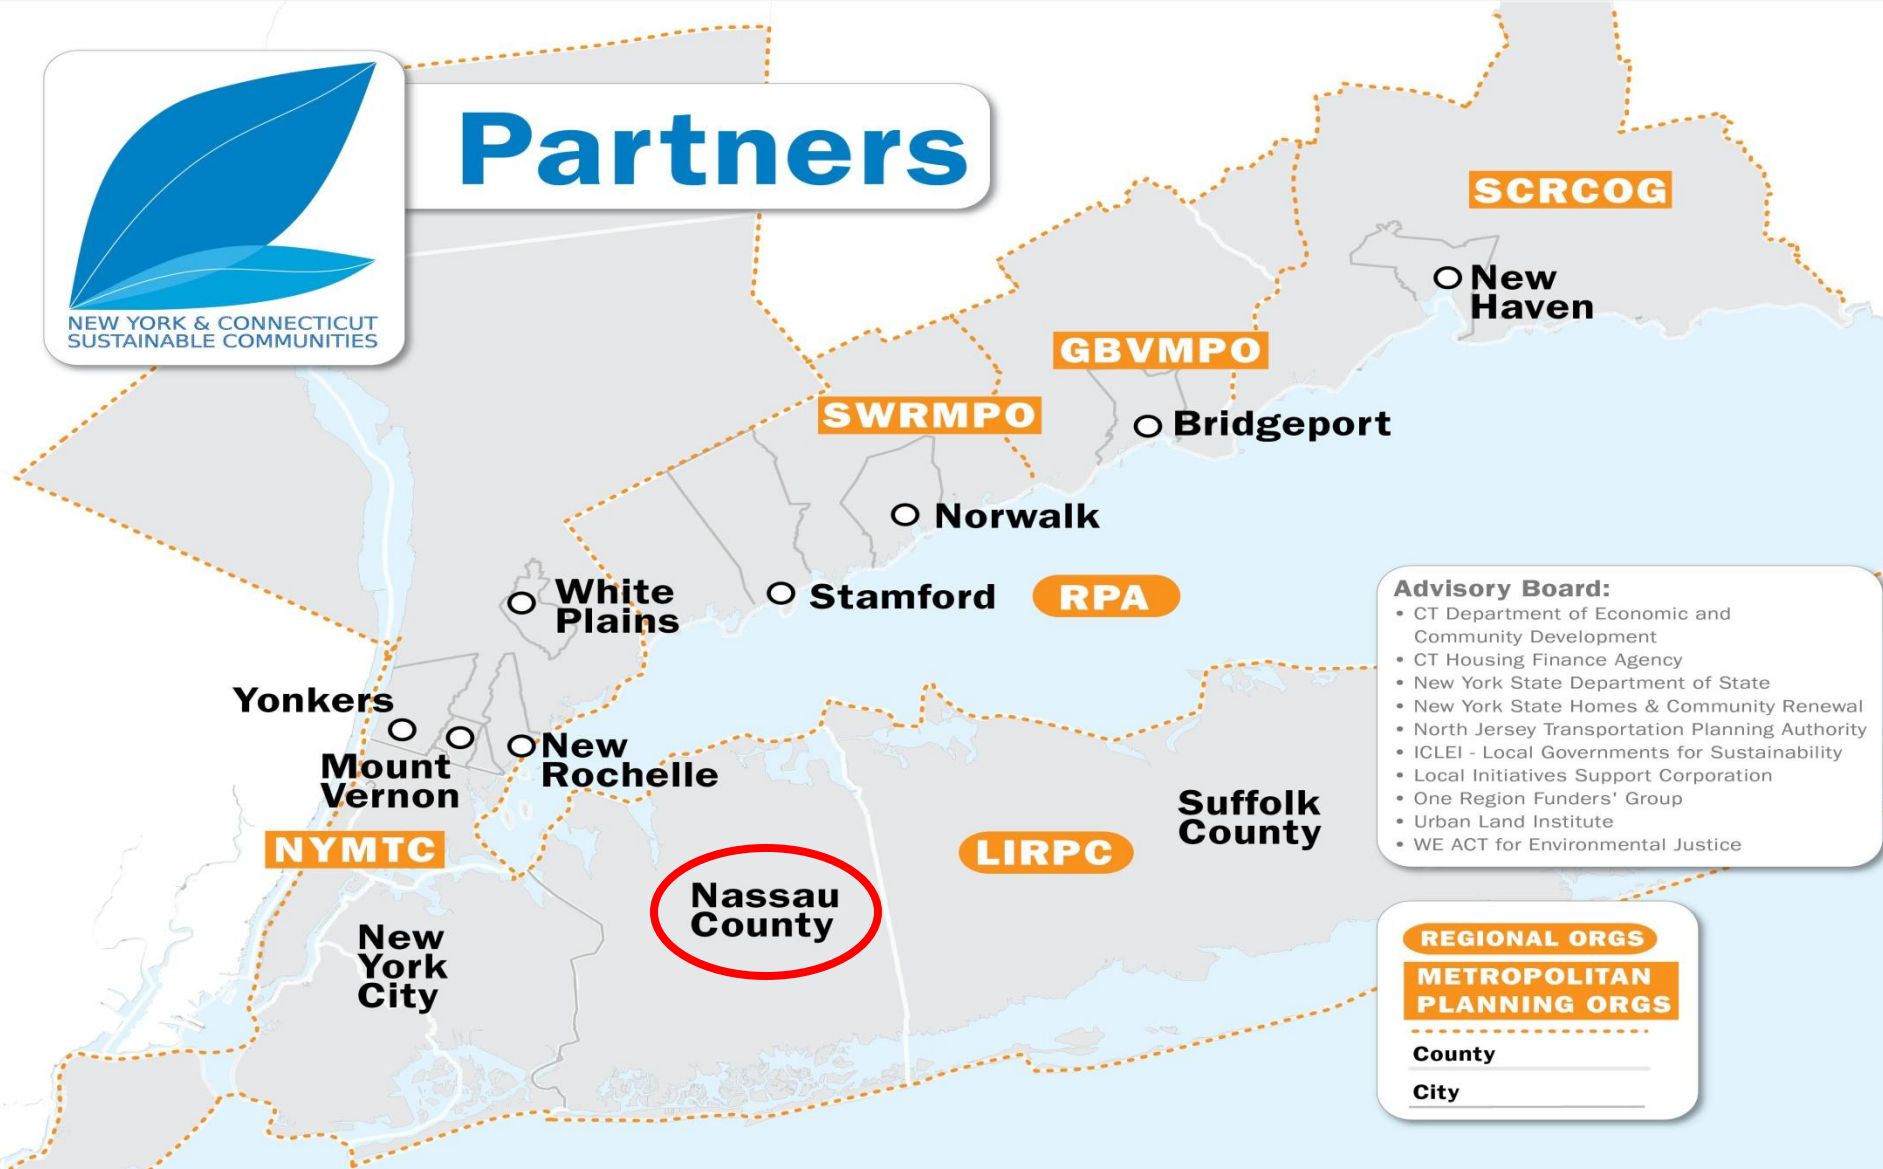 Partners
NEW YORK & CONNECTICUT
SUSTAINABLE COMMUNITIES
SCRCOG
New
Haven
GBVMPO
SWRMPO
Bridgeport
Norwalk
White
Plains
Stamford
RPA
Yonkers
Mount
Vernon
New
Rochelle
NYMTC
Suffolk
County
LIRPC
Nassau
County
New
York
City
Advisory Board:
• CT Department of Economic and
Community Development
• CT Housing Finance Agency
• New York State Department of State
• New York State Homes & Community Renewal
• North Jersey Transportation Planning Authority
• ICLEI - Local Governments for Sustainability
• Local Initiatives Support Corporation
• One Region Funders' Group
• Urban Land Institute
• WE ACT for Environmental Justice
REGIONAL ORGS
METROPOLITAN
PLANNING ORGS
County
City